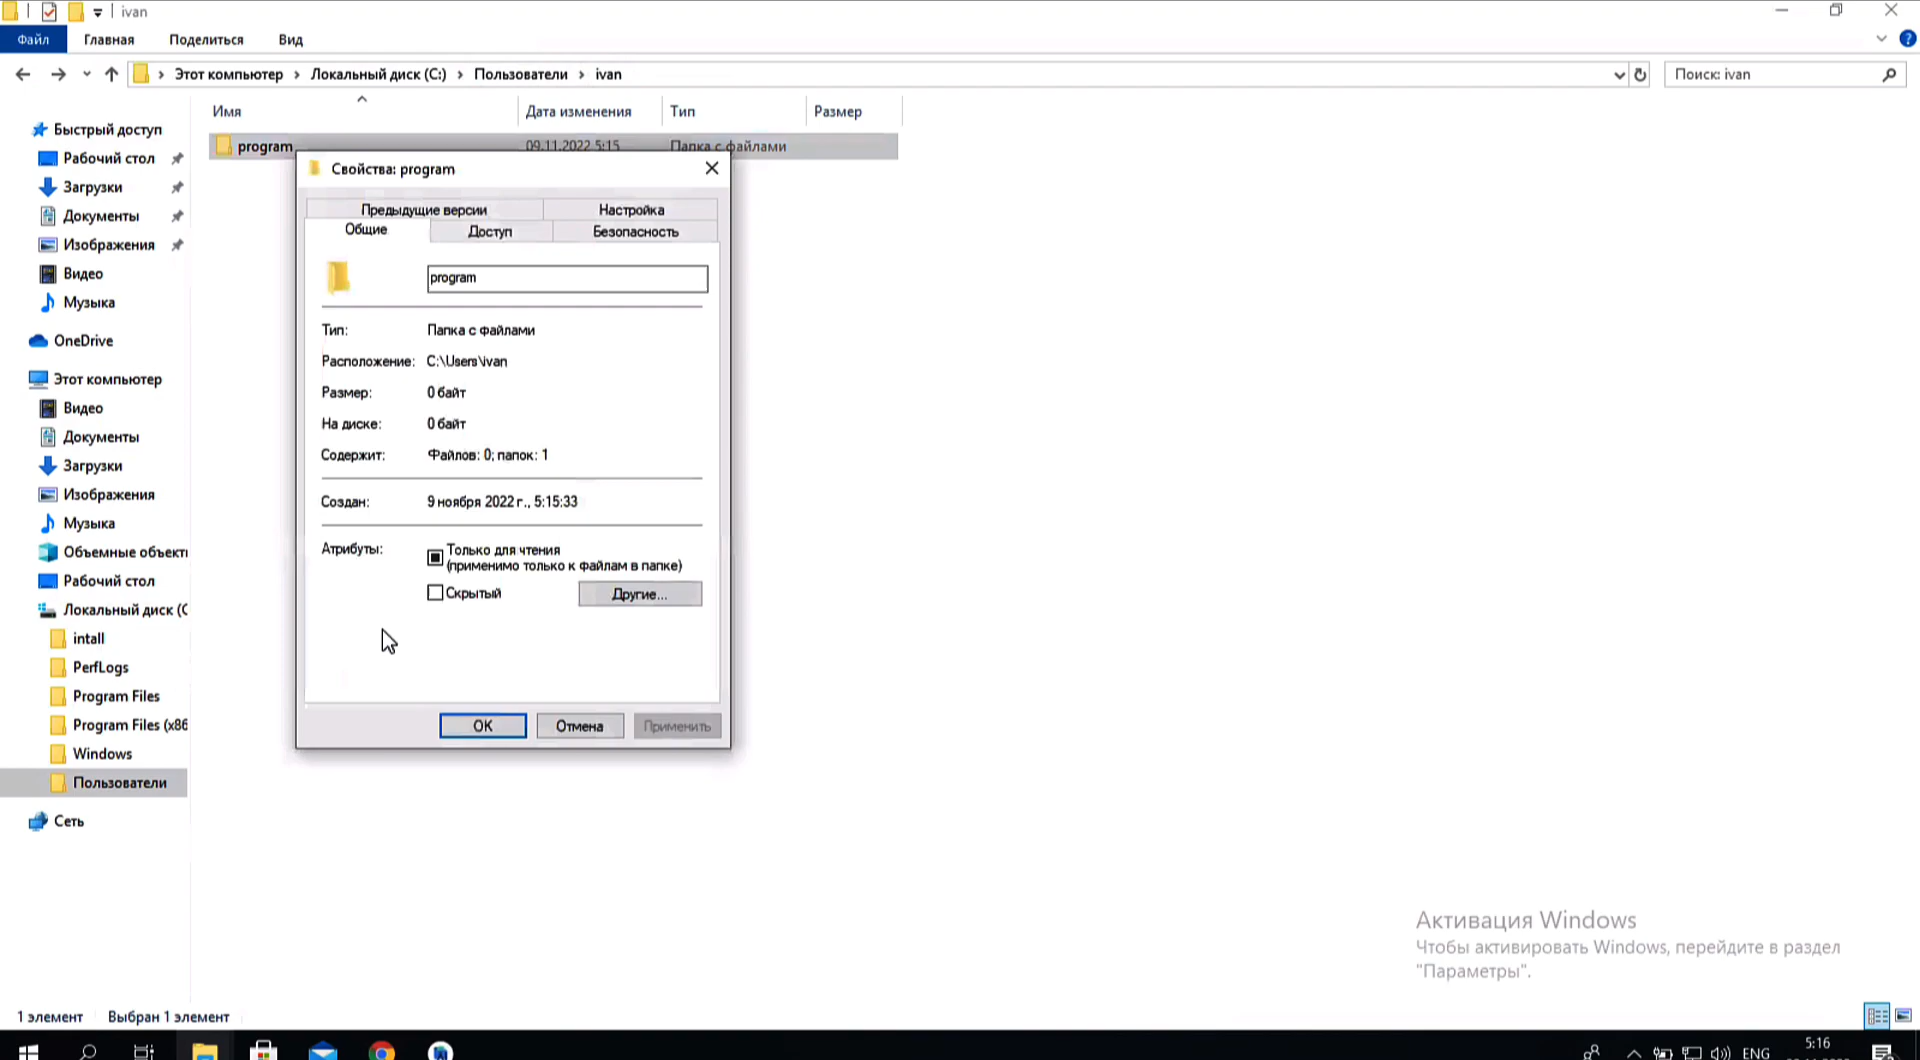 ivan
Файл Главная Поделиться Вид
Этот компьютер Локальный диск (C:) Пользователи ivan
Поиск: ivan
Имя Дата изменения Тип Размер
program 09.11.2022 5:15 Папка с файлами
Быстрый доступ
Рабочий стол
Загрузки
Документы
Изображения
Видео
Музыка
OneDrive
Этот компьютер
Видео
Документы
Загрузки
Изображения
Музыка
Объемные объекты
Рабочий стол
Локальный диск (C
intall
PerfLogs
Program Files
Program Files (x86
Windows
Пользователи
Сеть
Свойства: program
Предыдущие версии Настройка
Общие Доступ Безопасность
program
Тип: Папка с файлами
Расположение: C:\Users\ivan
Размер: 0 байт
На диске: 0 байт
Содержит: Файлов: 0; папок: 1
Создан: 9 ноября 2022 г., 5:15:33
Атрибуты: Только для чтения
(применимо только к файлам в папке)
Скрытый Другие...
OK Отмена Применить
Активация Windows
Чтобы активировать Windows, перейдите в раздел
"Параметры".
1 элемент Выбран 1 элемент
ENG 5:16